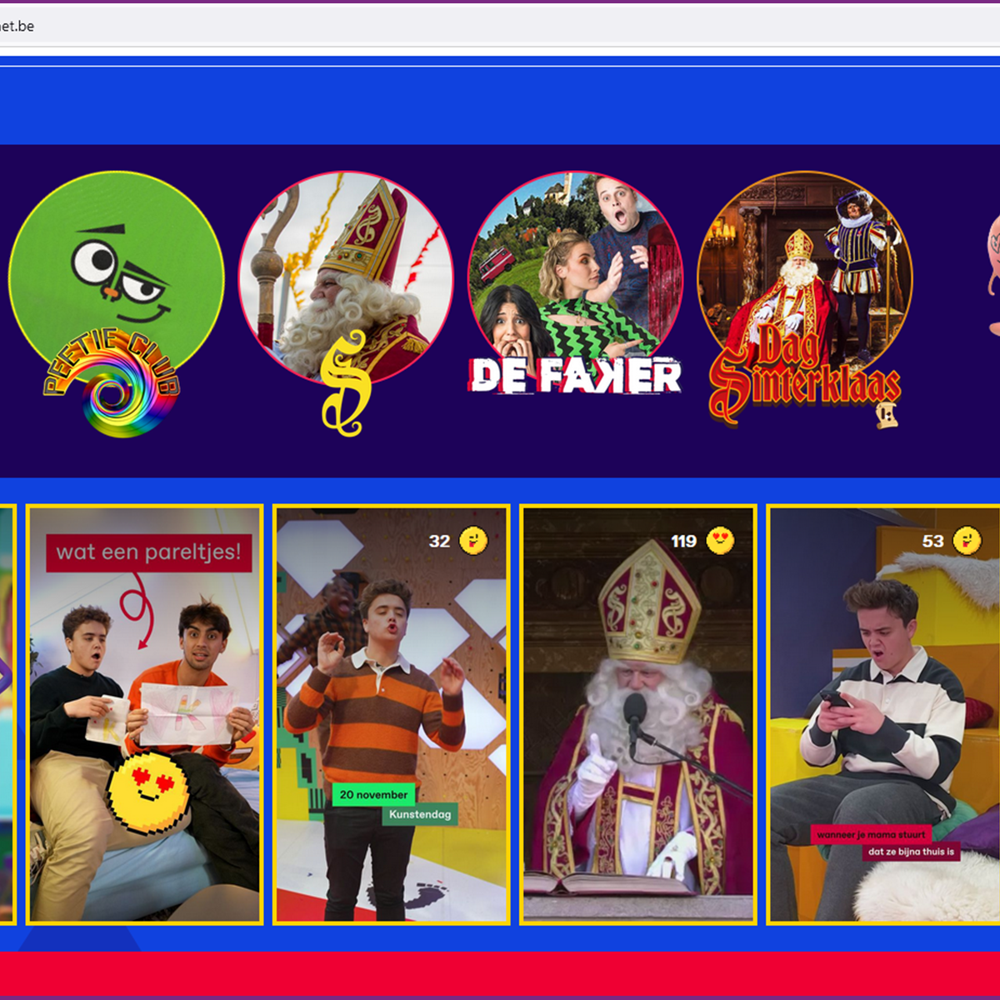 et.be
PEETIE CLUB
S
DE FAKER
Dag
Sinterklaas
wat een pareltjes!
32
119
53
K
20 november
Kunstendag
wanneer je mama stuurt
dat ze bijna thuis is